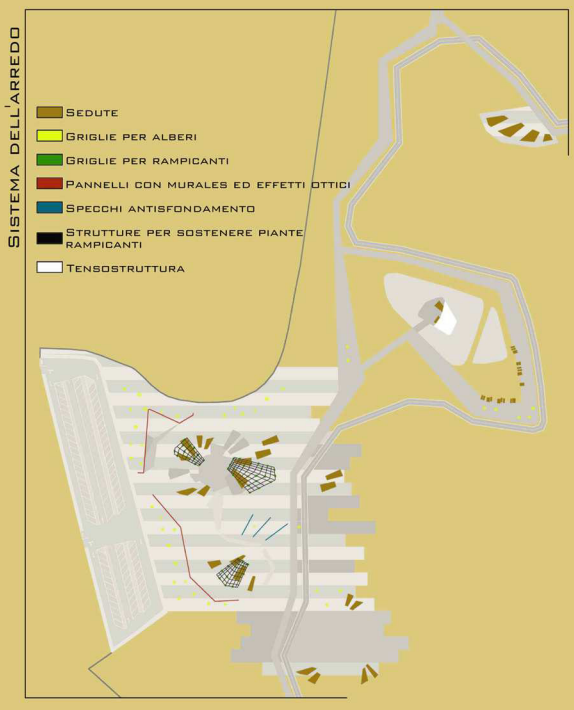 SISTEMA DELL'ARREDO
SEDUTE
GRIGLIE PER ALBERI
GRIGLIE PER RAMPICANTI
PANNELLI CON MURALES ED EFFETTI OTTICI
SPECCHI ANTISFONDAMENTO
STRUTTURE PER SOSTENERE PIANTE
RAMPICANTI
TENSOSTRUTTURA